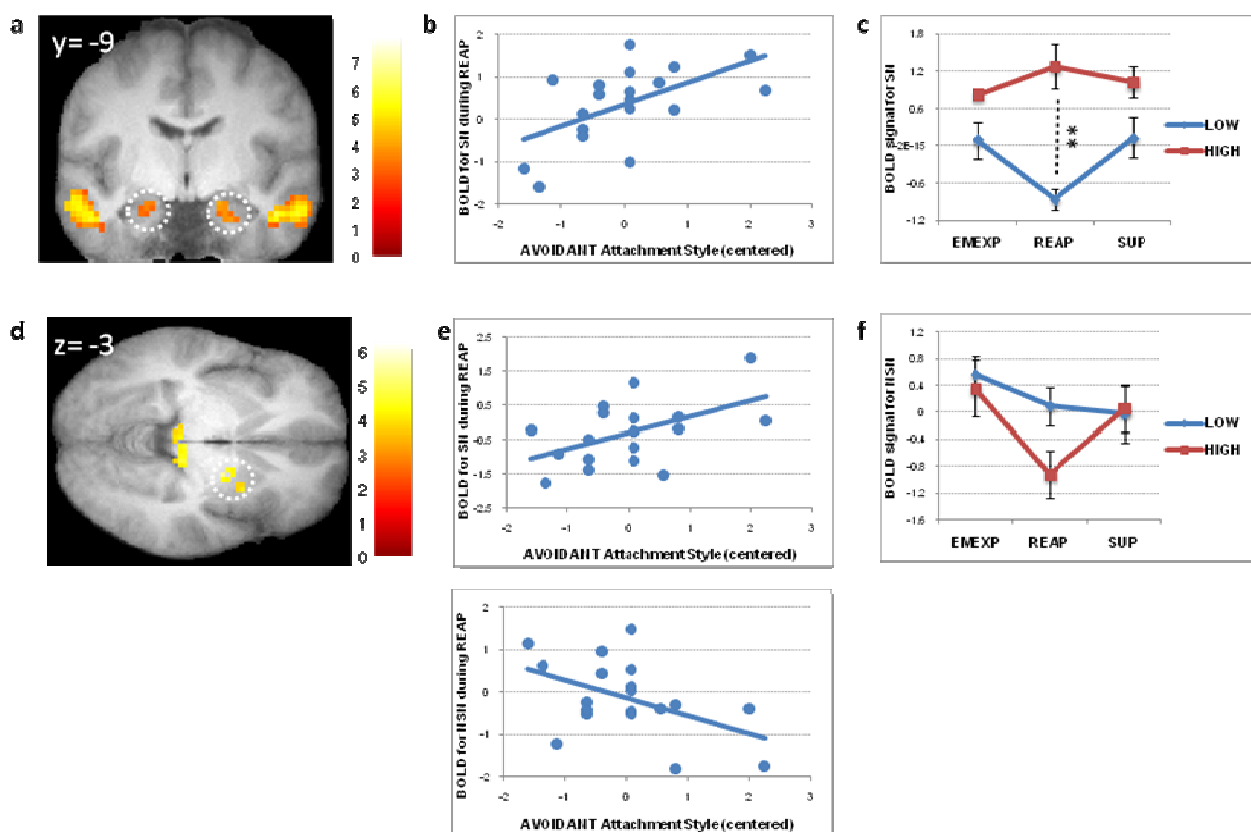 a
y= -9
7
6
5
4
3
2
1
0
b
BOLD for SN during REAP
2
1
0
-1
-2
-2
-1
0
1
2
3
AVOIDANT Attachment Style (centered)
c
BOLD signal for SN
1.8
1.2
0.6
-2E-15
-0.6
-1.2
**
EMEXP
REAP
SUP
LOW
HIGH
d
z= -3
6
5
4
3
2
1
0
e
BOLD for SN during REAP
2.5
1.5
0.5
-0.5
-1.5
-2.5
-2
-1
0
1
2
3
AVOIDANT Attachment Style (centered)
f
BOLD signal for NSN
1.2
0.8
0.4
0
-0.4
-0.8
-1.2
-1.6
EMEXP
REAP
SUP
LOW
HIGH
BOLD for NSN during REAP
2
1
0
-1
-2
-2
-1
0
1
2
3
AVOIDANT Attachment Style (centered)